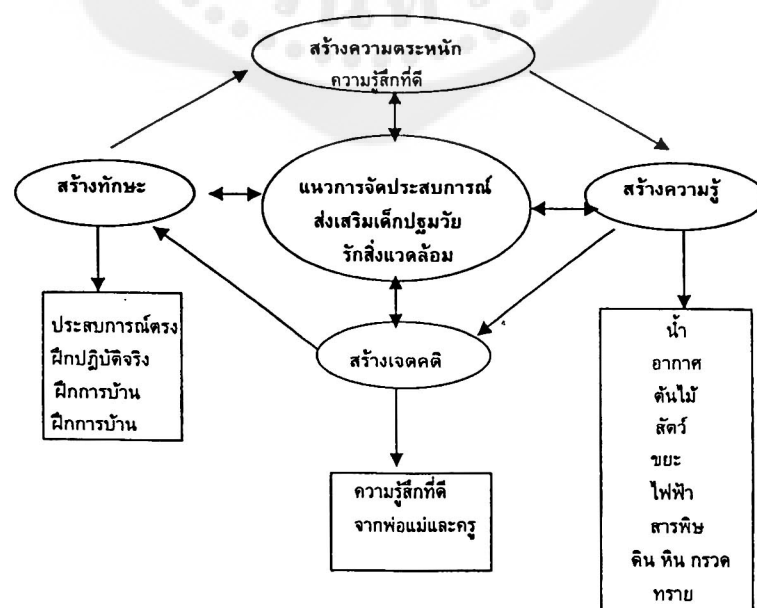 สร้างความตระหนัก
ความรู้สึกที่ดี
สร้างทักษะ
แนวการจัดประสบการณ์
ส่งเสริมเด็กปฐมวัย
รักสิ่งแวดล้อม
สร้างความรู้
สร้างเจตคติ
ประสบการณ์ตรง
ฝึกปฏิบัติจริง
ฝึกการบ้าน
ฝึกการบ้าน
ความรู้สึกที่ดี
จากพ่อแม่และครู
น้ำ
อากาศ
ต้นไม้
สัตว์
ขยะ
ไฟฟ้า
สารพิษ
ดิน หิน กรวด
ทราย